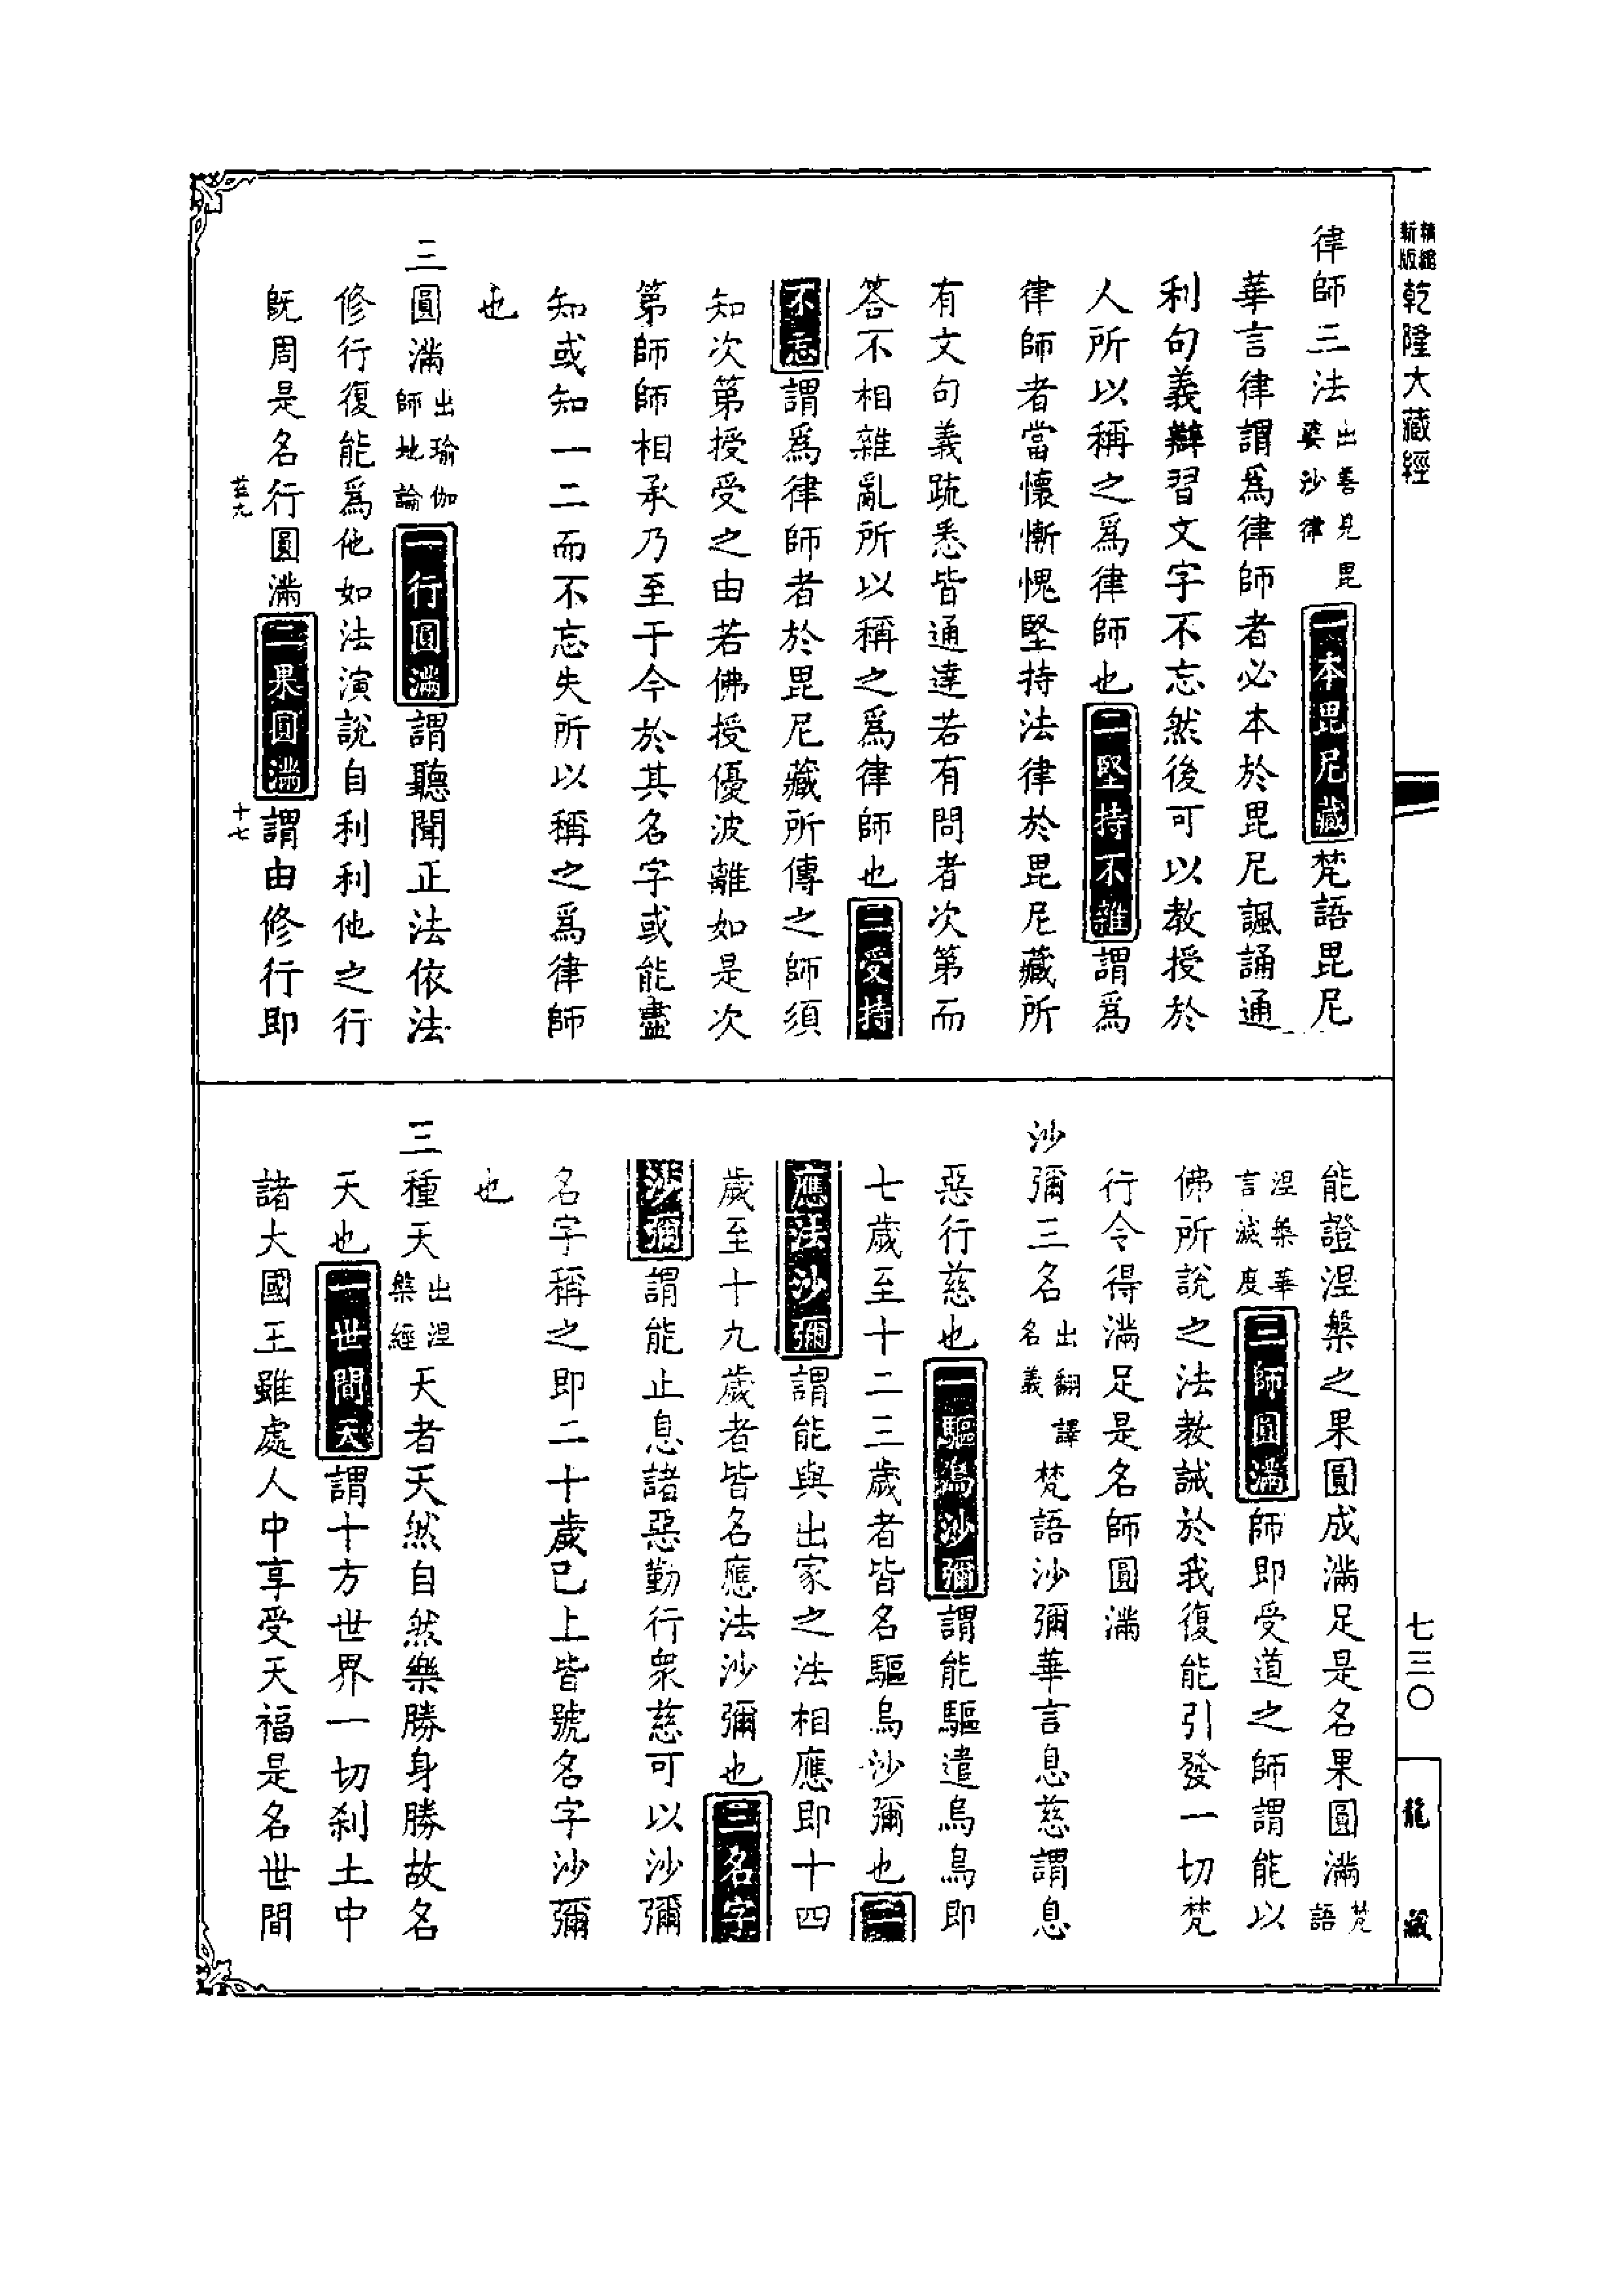 精縮新版乾隆大藏經
律師三法出善見毘婆沙律一本毘尼藏梵語毘尼
華言律謂爲律師者必本於毘尼諷誦通
利句義辯習文字不忘然後可以教授於
人所以稱之爲律師也二堅持不雜謂爲
律師者當懷慚愧堅持法律於毘尼藏所
有文句義疏悉皆通達若有問者次第而
答不相雜亂所以稱之爲律師也三受持
不忘謂爲律師者於毘尼藏所傳之師須
知次第授受之由若佛授優波離如是次
第師師相承乃至于今於其名字或能盡
知或知一二而不忘失所以稱之爲律師
也
三圓滿出瑜伽師地論一行圓滿謂聽聞正法依法
修行復能爲他如法演說自利利他之行
既周是名行圓滿二果圓滿謂由修行即
十七
能證涅槃之果圓成滿足是名果圓滿梵語
涅槃華言滅度三師圓滿師即受道之師謂能以
佛所說之法教誡於我復能引發一切梵
行令得滿足是名師圓滿
沙彌三名出翻譯名義梵語沙彌華言息慈謂息
惡行慈也一驅烏沙彌謂能驅遣烏鳥即
七歲至十二三歲者皆名驅烏沙彌也二
應法沙彌謂能與出家之法相應即十四
歲至十九歲者皆名應法沙彌也三名字
沙彌謂能止息諸惡勤行衆慈可以沙彌
名字稱之即二十歲已上皆號名字沙彌
也
三種天出涅槃經天者天然自然樂勝身勝故名
天也一世間天謂十方世界一切剎土中
諸大國王雖處人中享受天福是名世間
七三〇
龍藏